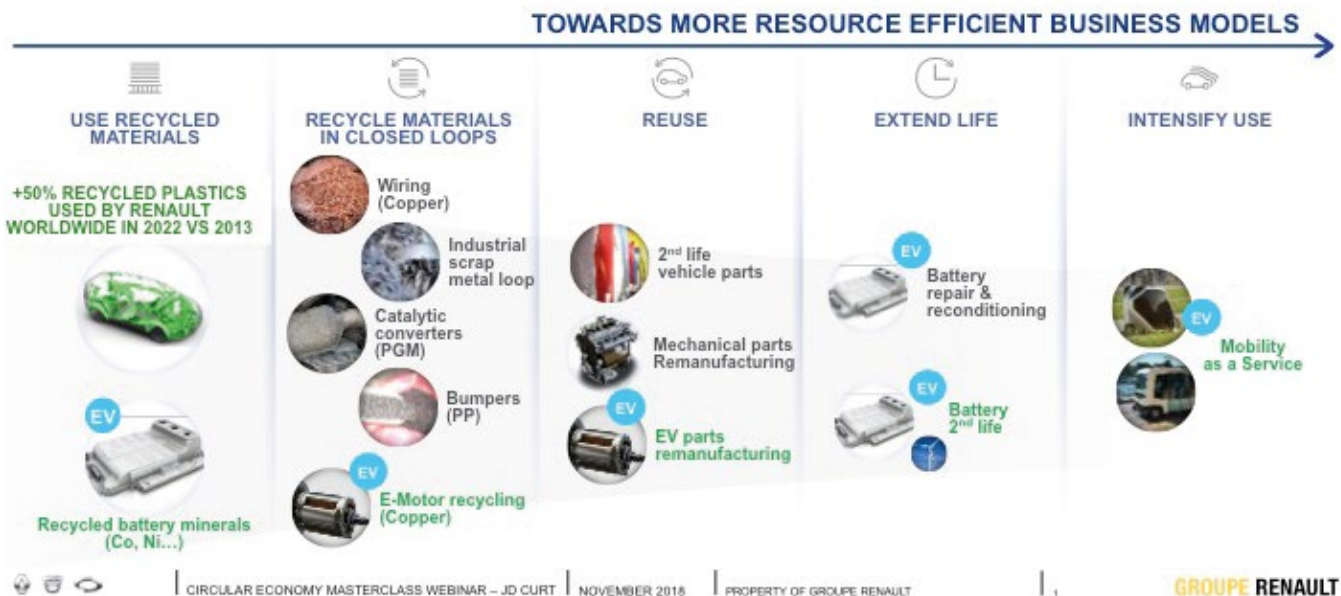 TOWARDS MORE RESOURCE EFFICIENT BUSINESS MODELS
USE RECYCLED
MATERIALS
+50% RECYCLED PLASTICS
USED BY RENAULT
WORLDWIDE IN 2022 VS 2013
EV
Recycled battery minerals
(Co, Ni...)
RECYCLE MATERIALS
IN CLOSED LOOPS
Wiring
(Copper)
Industrial
scrap
metal loop
Catalytic
converters
(PGM)
Bumpers
(PP)
EV
E-Motor recycling
(Copper)
REUSE
2nd life
vehicle parts
Mechanical parts
Remanufacturing
EV
EV parts
remanufacturing
EXTEND LIFE
EV
Battery
repair &
reconditioning
EV
Battery
2nd life
INTENSIFY USE
EV
Mobility
as a Service
CIRCULAR ECONOMY MASTERCLASS WEBINAR – JD CURT
NOVEMBER 2018
PROPERTY OF GROUPE RENAULT
1
GROUPE RENAULT